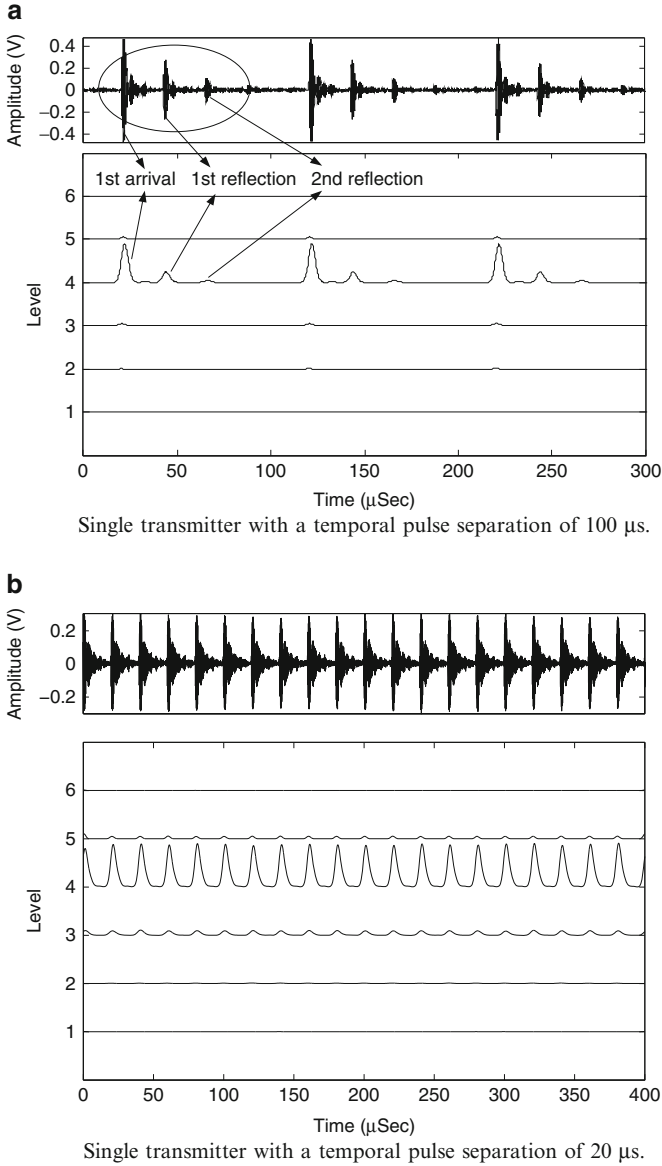 a
Amplitude (V)
0.4
0.2
0
−0.2
−0.4
1st arrival 1st reflection 2nd reflection
Level
6
5
4
3
2
1
0 50 100 150 200 250 300
Time (μSec)
Single transmitter with a temporal pulse separation of 100 μs.
b
Amplitude (V)
0.2
0
−0.2
Level
6
5
4
3
2
1
0 50 100 150 200 250 300 350 400
Time (μSec)
Single transmitter with a temporal pulse separation of 20 μs.